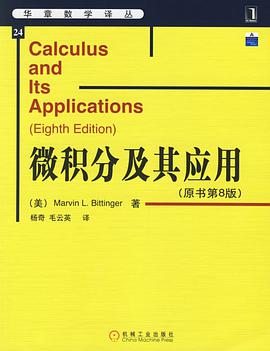 华章数学译丛
24
Calculus
and
Its
Applications
(Eighth Edition)
微积分及其应用
(原书第8版)
(美) Marvin L. Bittinger 著
杨奇 毛云英 译
机械工业出版社
China Machine Press